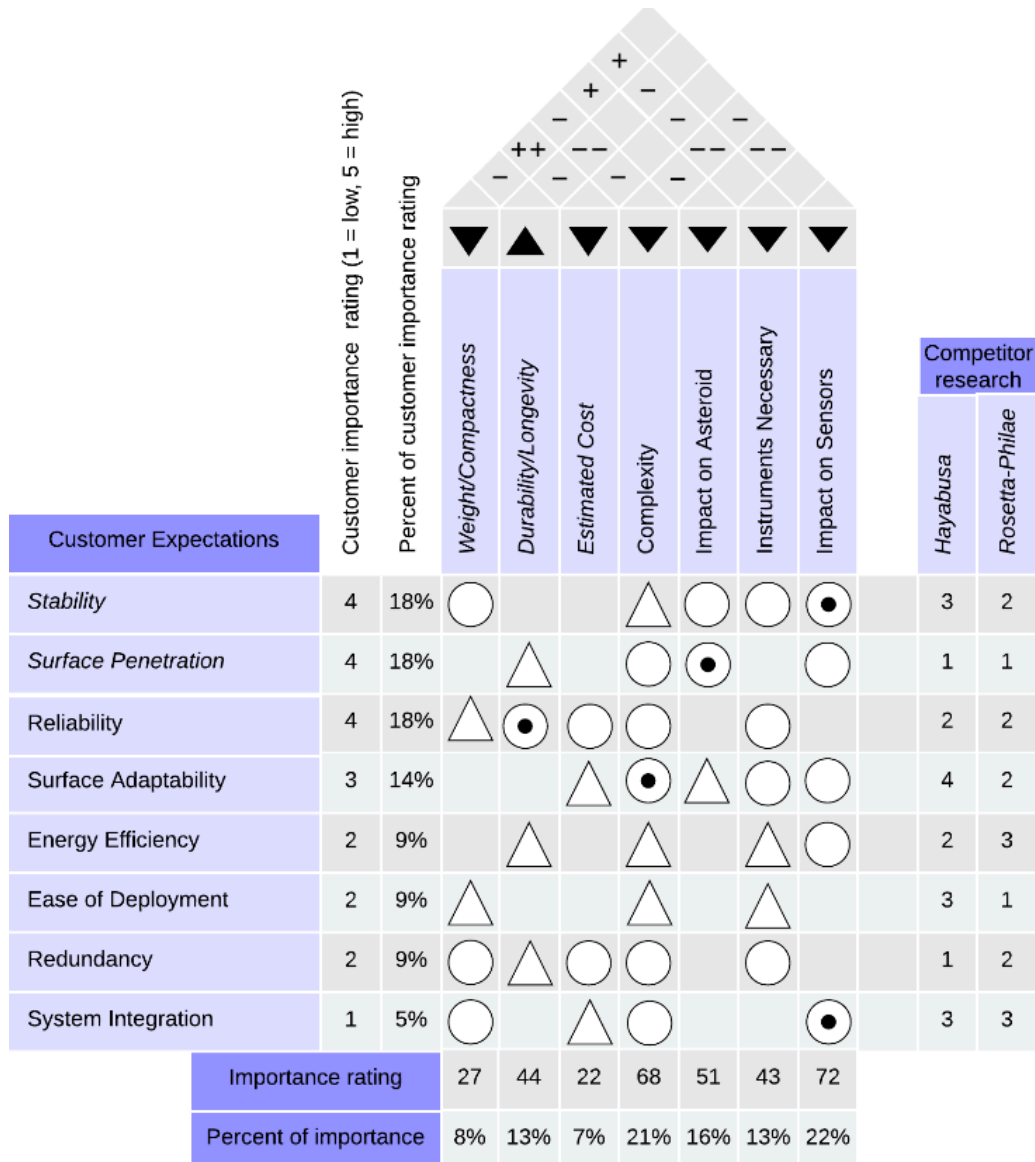 +
+ –
– – –
++ –– –– ––
– – – –
Customer importance rating (1 = low, 5 = high)
Percent of customer importance rating
Weight/Compactness
Durability/Longevity
Estimated Cost
Complexity
Impact on Asteroid
Instruments Necessary
Impact on Sensors
Competitor
research
Hayabusa
Rosetta-Philae
Customer Expectations
Stability 4 18% 3 2
Surface Penetration 4 18% 1 1
Reliability 4 18% 2 2
Surface Adaptability 3 14% 4 2
Energy Efficiency 2 9% 2 3
Ease of Deployment 2 9% 3 1
Redundancy 2 9% 1 2
System Integration 1 5% 3 3
Importance rating 27 44 22 68 51 43 72
Percent of importance 8% 13% 7% 21% 16% 13% 22%